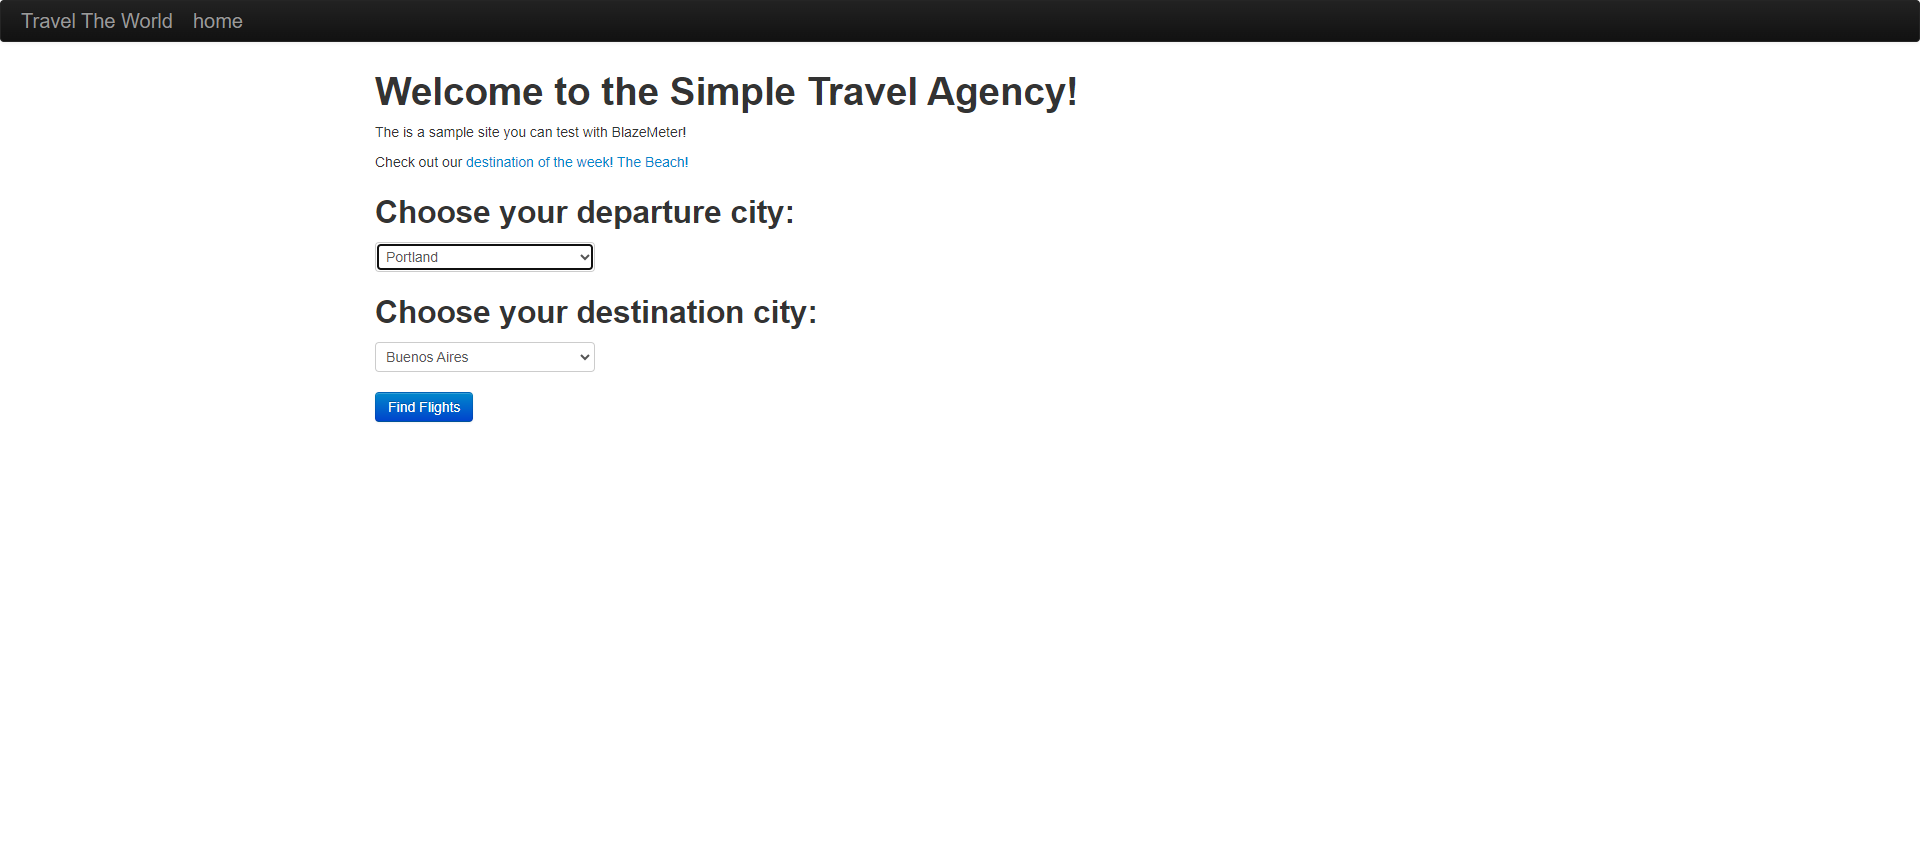 Travel The World home
Welcome to the Simple Travel Agency!
The is a sample site you can test with BlazeMeter!
Check out our destination of the week! The Beach!
Choose your departure city:
Portland
Choose your destination city:
Buenos Aires
Find Flights